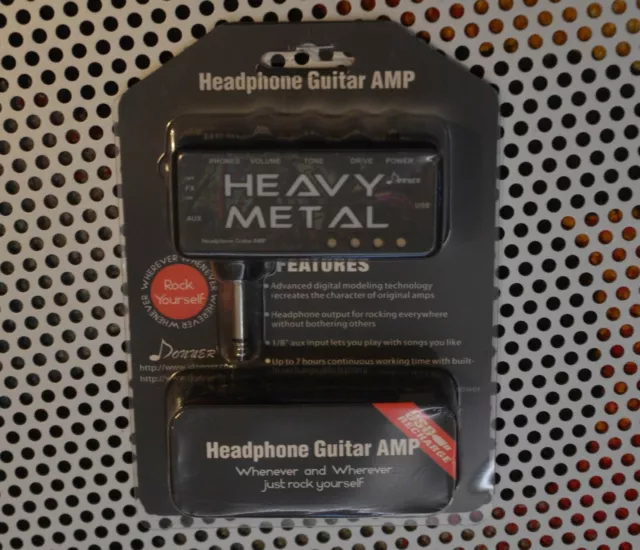 Headphone Guitar AMP
PHONES VOLUME TONE DRIVE POWER
HEAVY
METAL
Donner
FX
AUX
USB
Headphone Guitar AMP
FEATURES
WHEREVER WHENEVER WHEREVER WHENEVER
Rock
Yourself
Advanced digital modeling technology
recreates the character of original amps
Headphone output for rocking everywhere
without bothering others
1/8" aux input lets you play with songs you like
Up to 7 hours continuous working time with built-
DONNER
USB
RECHARGE
Headphone Guitar AMP
Whenever and Wherever
just rock yourself